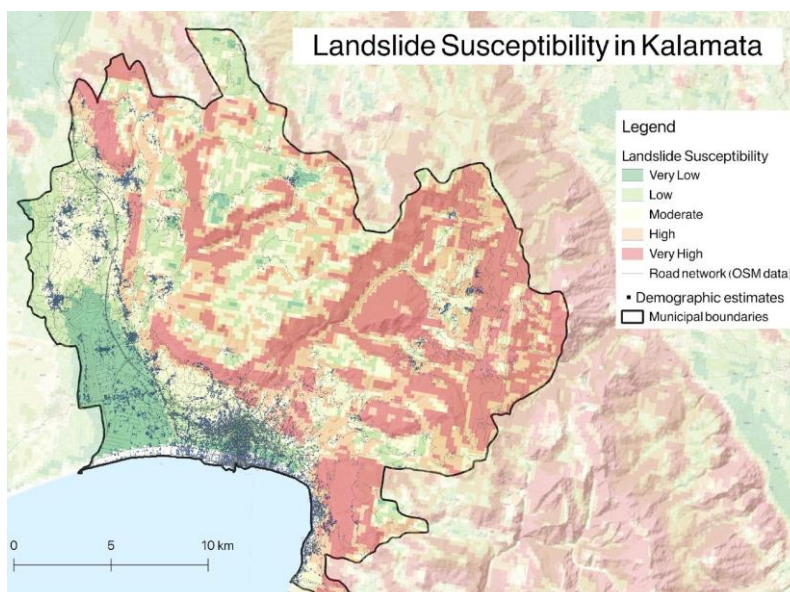 Landslide Susceptibility in Kalamata
Legend
Landslide Susceptibility
Very Low
Low
Moderate
High
Very High
Road network (OSM data)
Demographic estimates
Municipal boundaries
0 5 10 km